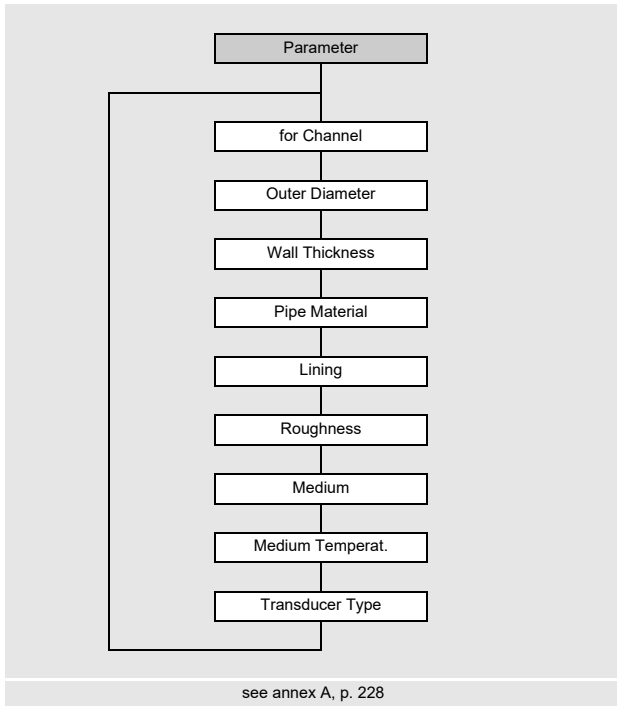 Parameter
for Channel
Outer Diameter
Wall Thickness
Pipe Material
Lining
Roughness
Medium
Medium Temperat.
Transducer Type
see annex A, p. 228